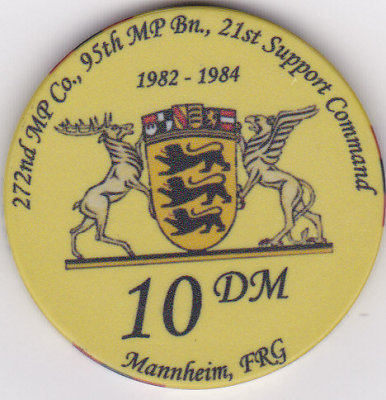 272nd MP Co., 95th MP Bn., 21st Support Command
1982 - 1984
10 DM
Mannheim, FRG